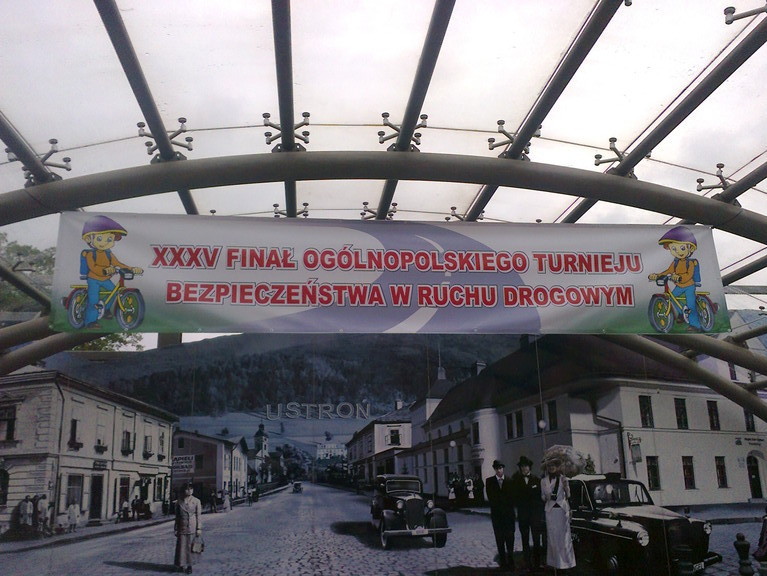 XXXV FINAŁ OGÓLNOPOLSKIEGO TURNIEJU
BEZPIECZEŃSTWA W RUCHU DROGOWYM
USTROŃ